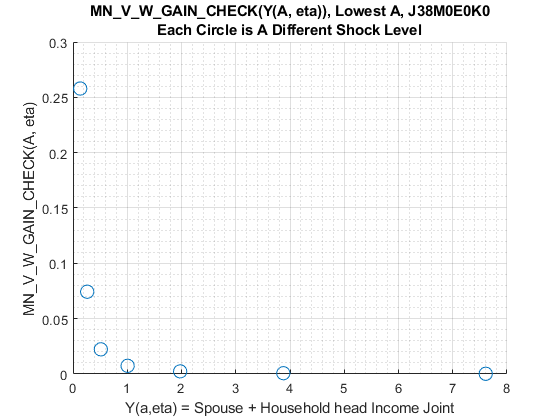 MN_V_W_GAIN_CHECK(Y(A, eta)), Lowest A, J38M0E0K0
Each Circle is A Different Shock Level
0.3
0.25
0.2
0.15
0.1
0.05
0
MN_V_W_GAIN_CHECK(A, eta)
0 1 2 3 4 5 6 7 8
Y(a,eta) = Spouse + Household head Income Joint